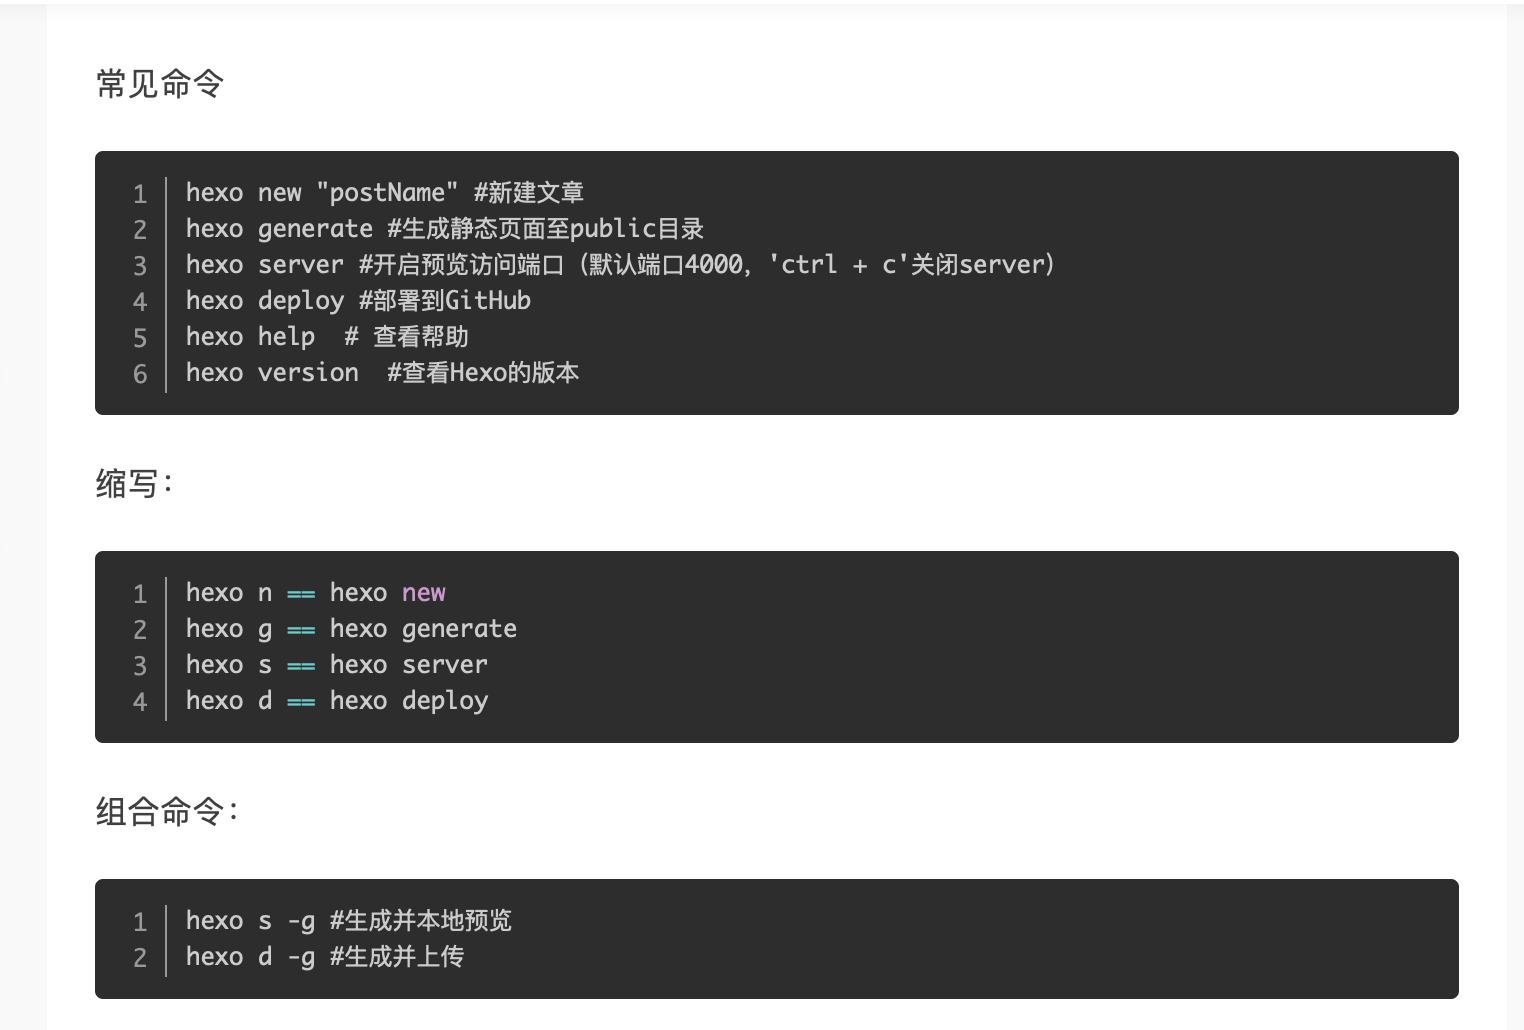 常见命令
1 hexo new "postName" #新建文章
2 hexo generate #生成静态页面至public目录
3 hexo server #开启预览访问端口（默认端口4000，'ctrl + c'关闭server）
4 hexo deploy #部署到GitHub
5 hexo help  # 查看帮助
6 hexo version  #查看Hexo的版本
缩写：
1 hexo n == hexo new
2 hexo g == hexo generate
3 hexo s == hexo server
4 hexo d == hexo deploy
组合命令：
1 hexo s -g #生成并本地预览
2 hexo d -g #生成并上传